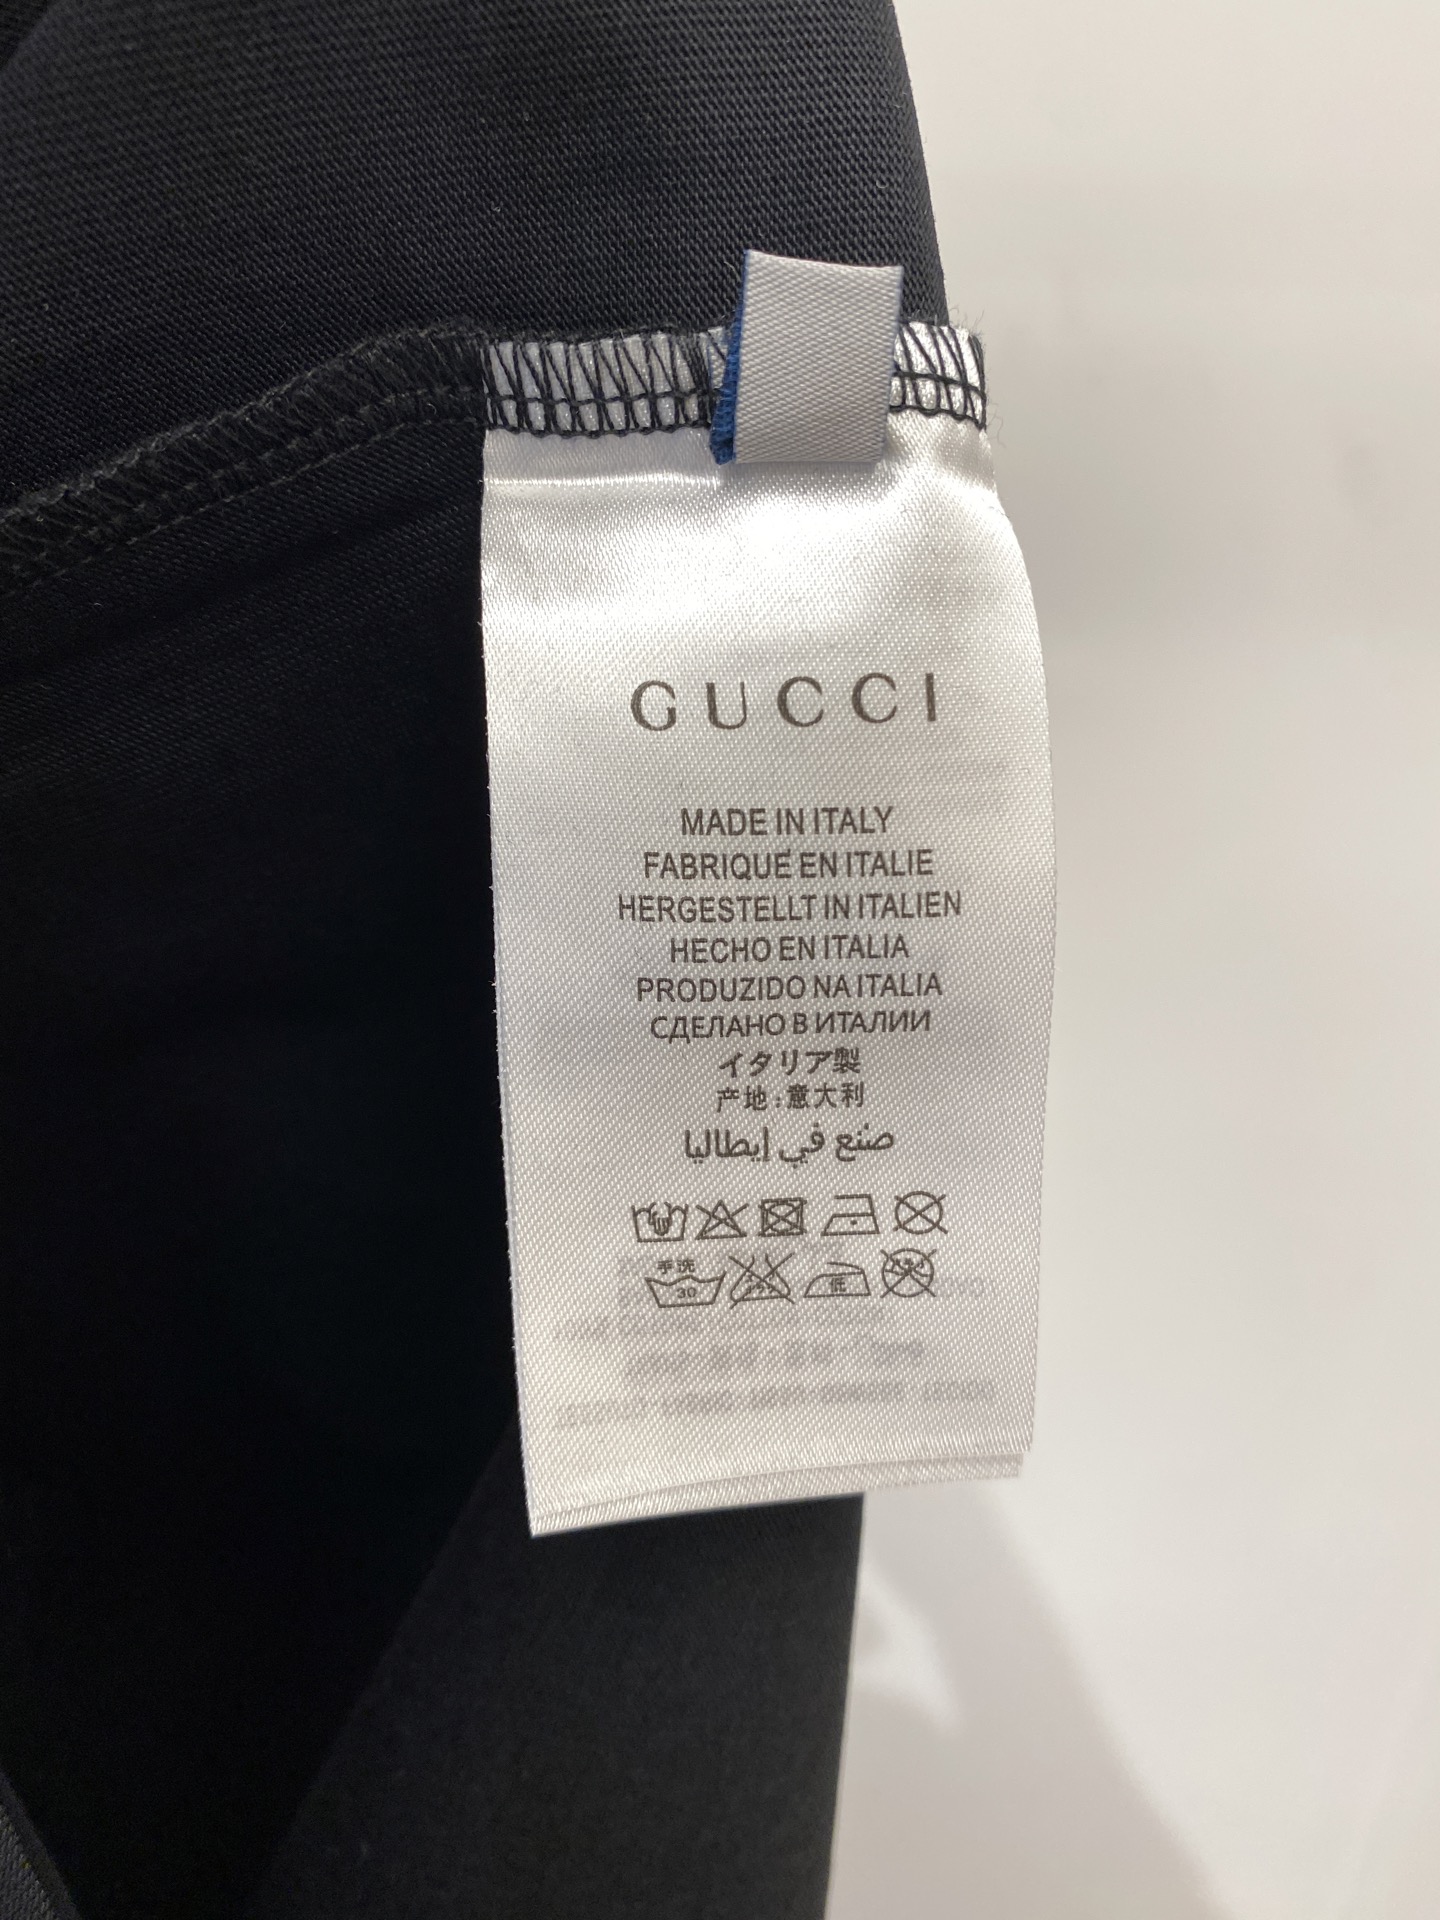 GUCCI
MADE IN ITALY
FABRIQUÉ EN ITALIE
HERGESTELLT IN ITALIEN
HECHO EN ITALIA
PRODUZIDO NA ITALIA
СДЕЛАНО В ИТАЛИИ
イタリア製
产地:意大利
صنع في إيطاليا
手洗
30 低